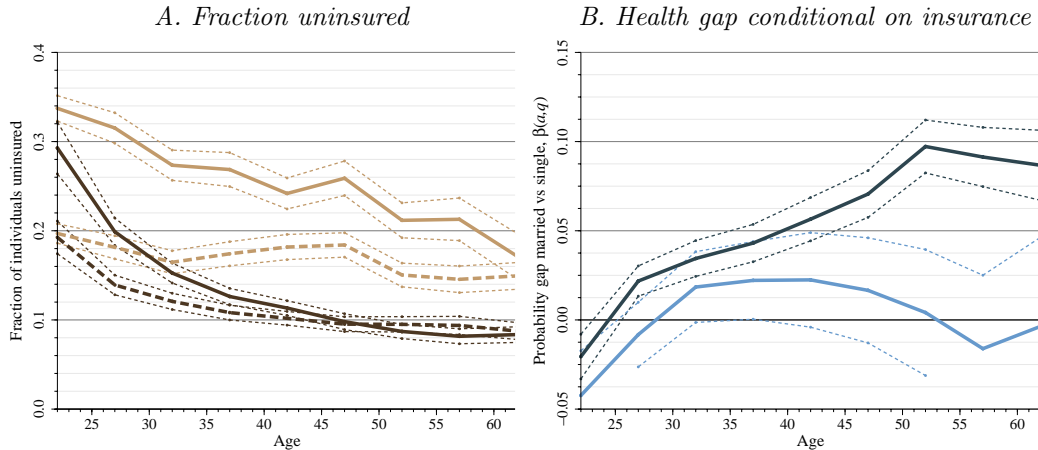 A. Fraction uninsured
Fraction of individuals uninsured
0.4
0.3
0.2
0.1
0.0
25 30 35 40 45 50 55 60
Age
B. Health gap conditional on insurance
Probability gap married vs single, β(a,q)
0.15
0.10
0.05
0.00
−0.05
25 30 35 40 45 50 55 60
Age